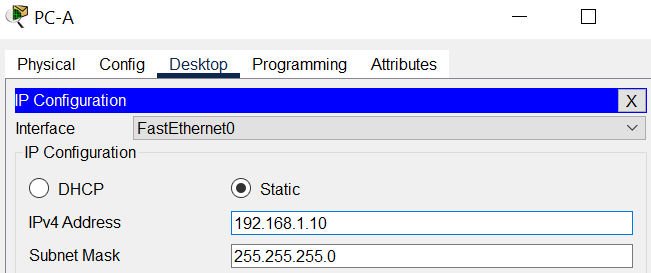 PC-A
Physical Config Desktop Programming Attributes
IP Configuration X
Interface FastEthernet0
IP Configuration
DHCP Static
IPv4 Address 192.168.1.10
Subnet Mask 255.255.255.0